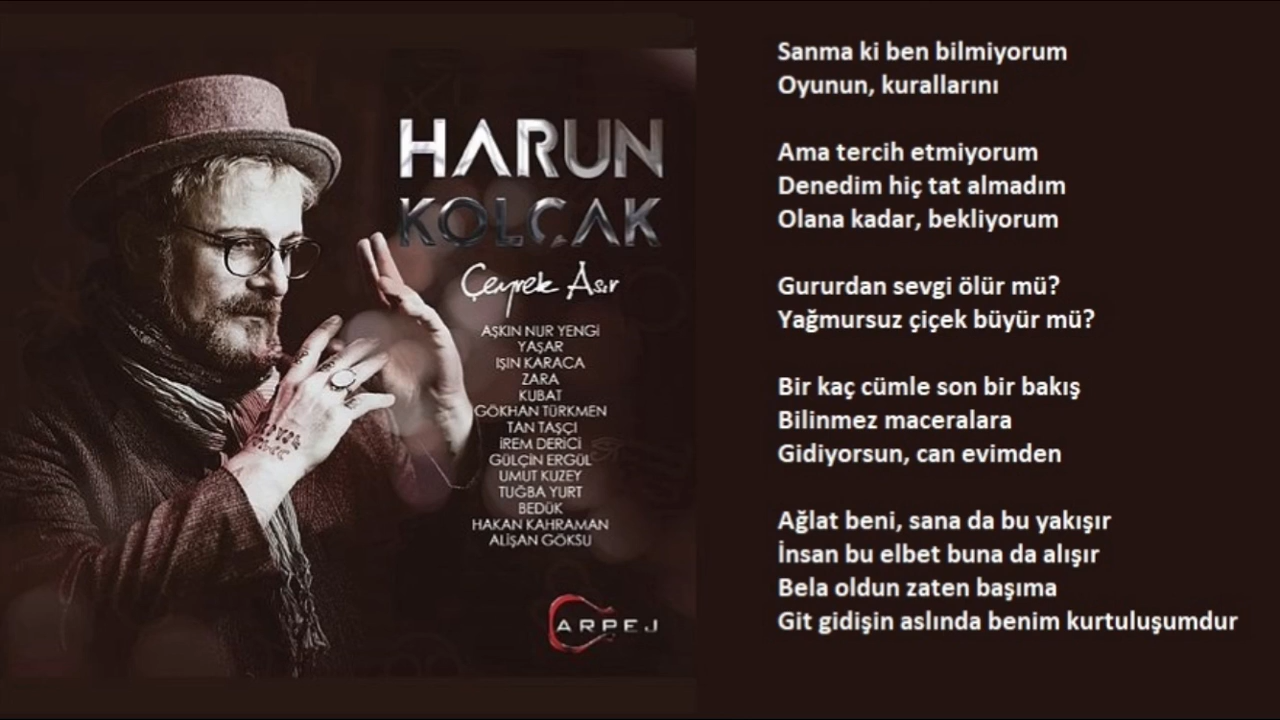 HARUN
KOLÇAK
Çeyrek Asır
AŞKIN NUR YENGİ
YAŞAR
IŞIN KARACA
ZARA
KUBAT
GÖKHAN TÜRKMEN
TAN TAŞÇI
İREM DERİCİ
GÜLÇİN ERGÜL
UMUT KUZEY
TUĞBA YURT
BEDÜK
HAKAN KAHRAMAN
ALİŞAN GÖKSU
ARPEJ
Sanma ki ben bilmiyorum
Oyunun, kurallarını
Ama tercih etmiyorum
Denedim hiç tat almadım
Olana kadar, bekliyorum
Gururdan sevgi ölür mü?
Yağmursuz çiçek büyür mü?
Bir kaç cümle son bir bakış
Bilinmez maceralara
Gidiyorsun, can evimden
Ağlat beni, sana da bu yakışır
İnsan bu elbet buna da alışır
Bela oldun zaten başıma
Git gidişin aslında benim kurtuluşumdur